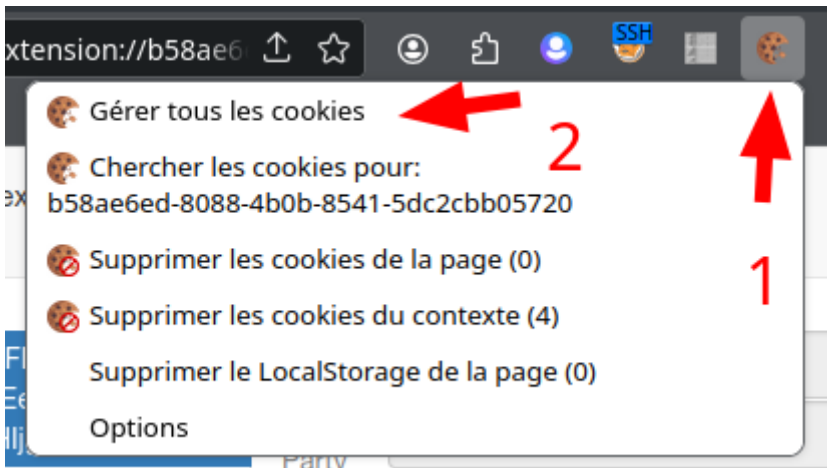 xtension://b58ae6
SSH
Gérer tous les cookies
2
Chercher les cookies pour:
b58ae6ed-8088-4b0b-8541-5dc2cbb05720
Supprimer les cookies de la page (0)
1
Supprimer les cookies du contexte (4)
Supprimer le LocalStorage de la page (0)
Options
Party